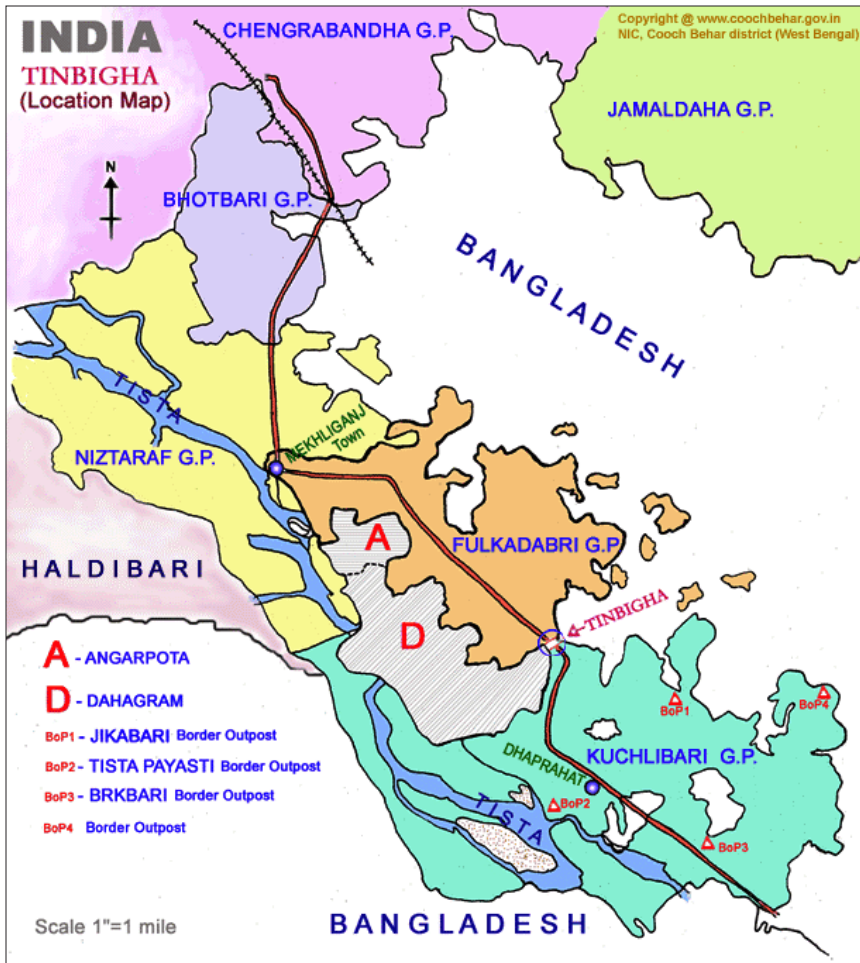 INDIA
TINBIGHA
(Location Map)
CHENGRABANDHA G.P.
Copyright @ www.coochbehar.gov.in
NIC, Cooch Behar district (West Bengal)
JAMALDAHA G.P.
N
BHOTBARI G.P.
BANGLADESH
TISTA
MEKHLIGANJ
Town
NIZTARAF G.P.
A
FULKADABRI G.P
HALDIBARI
D
TINBIGHA
A - ANGARPOTA
D - DAHAGRAM
BoP1 - JIKABARI Border Outpost
BoP2 - TISTA PAYASTI Border Outpost
BoP3 - BRKBARI Border Outpost
BoP4 Border Outpost
BoP1
BoP4
KUCHLIBARI G.P.
DHAPRAHAT
BoP2
TISTA
BoP3
BANGLADESH
Scale 1"=1 mile